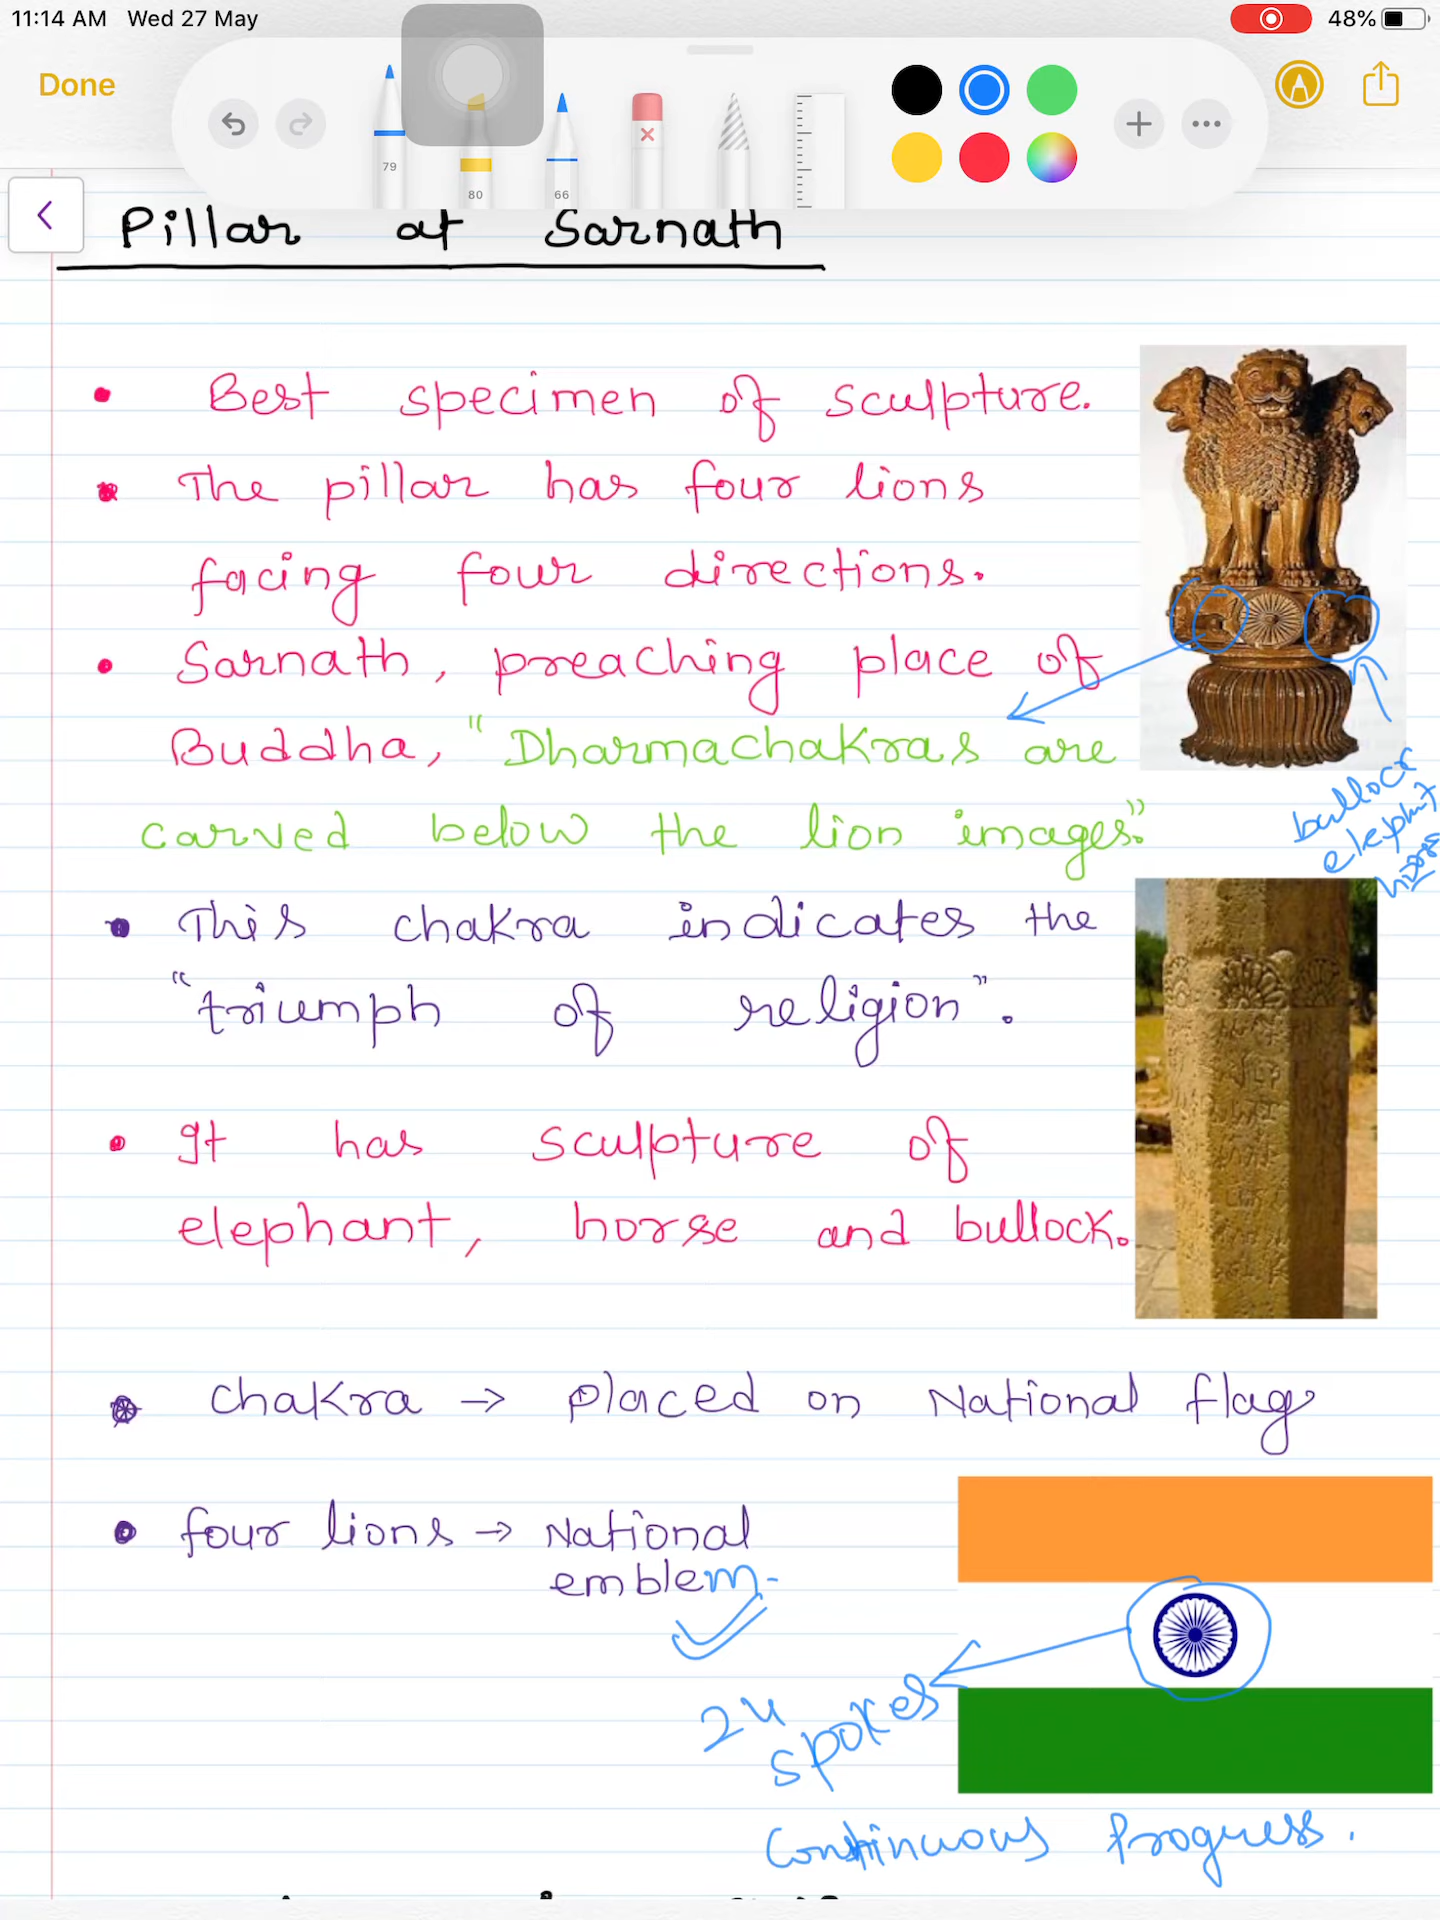 11:14 AM Wed 27 May
48%
Done
79
80
66
Pillar at Sarnath
• Best specimen of sculpture.
• The pillar has four lions
facing four directions.
• Sarnath, preaching place of
Buddha, "Dharmachakras are
carved below the lion images."
bullock
elephant
horse
• This chakra indicates the
"triumph of religion".
• It has sculpture of
elephant, horse and bullock.
• Chakra → placed on National flag
• four lions → National
emblem.
24
spokes
Continuous Progress.